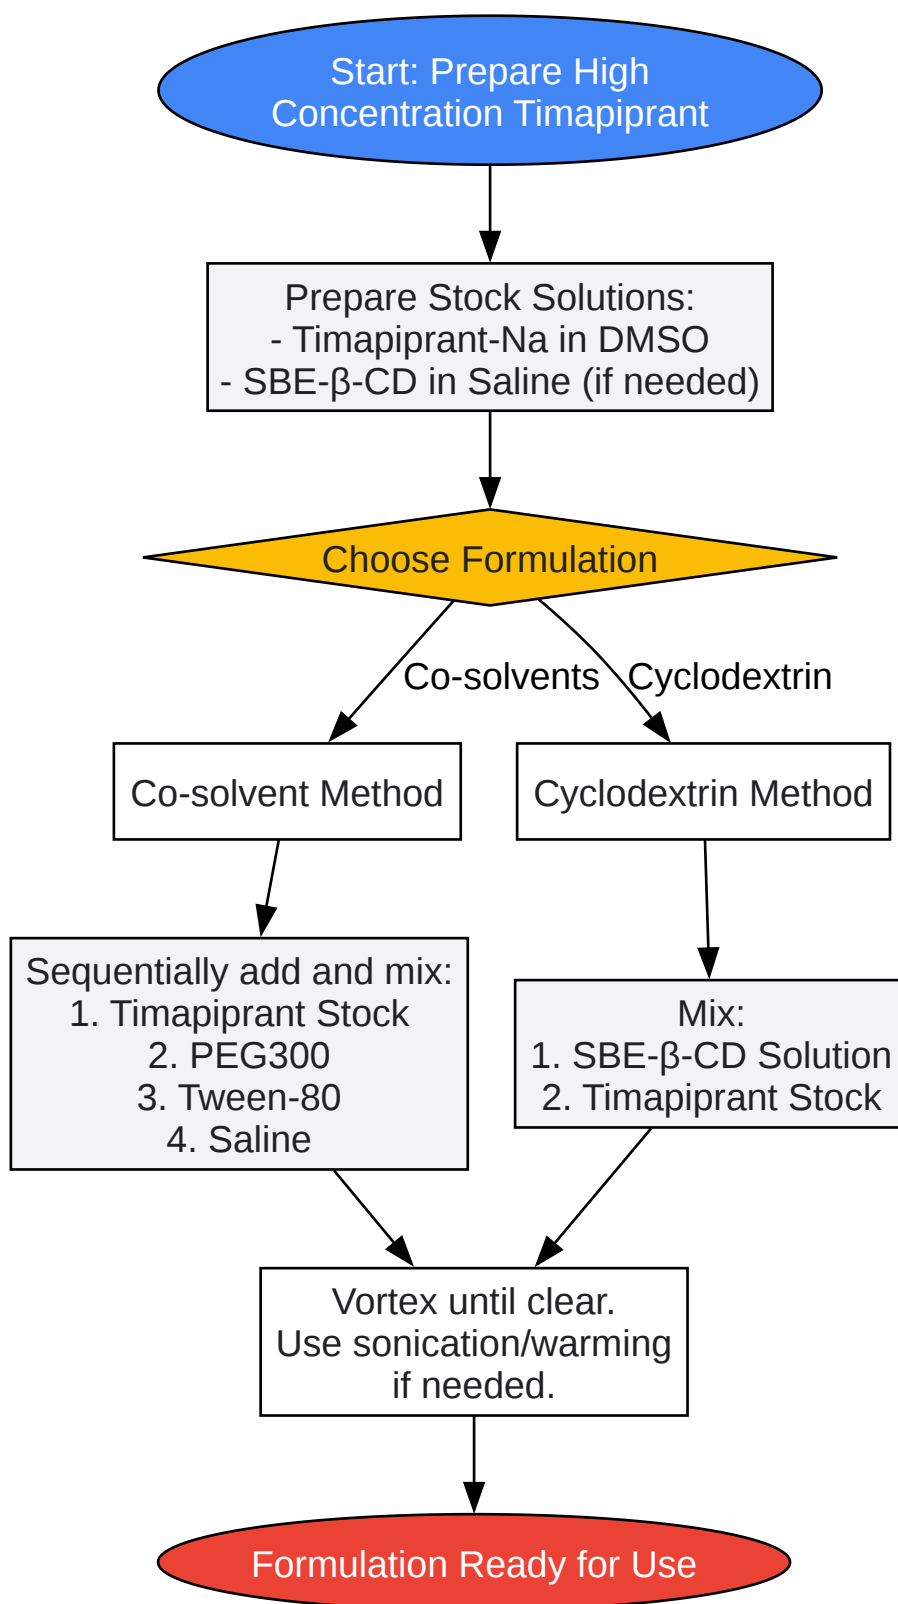 Start: Prepare High
Concentration Timapiprant
Prepare Stock Solutions:
- Timapiprant-Na in DMSO
- SBE-β-CD in Saline (if needed)
Choose Formulation
Co-solvents
Cyclodextrin
Co-solvent Method
Cyclodextrin Method
Sequentially add and mix:
1. Timapiprant Stock
2. PEG300
3. Tween-80
4. Saline
Mix:
1. SBE-β-CD Solution
2. Timapiprant Stock
Vortex until clear.
Use sonication/warming
if needed.
Formulation Ready for Use